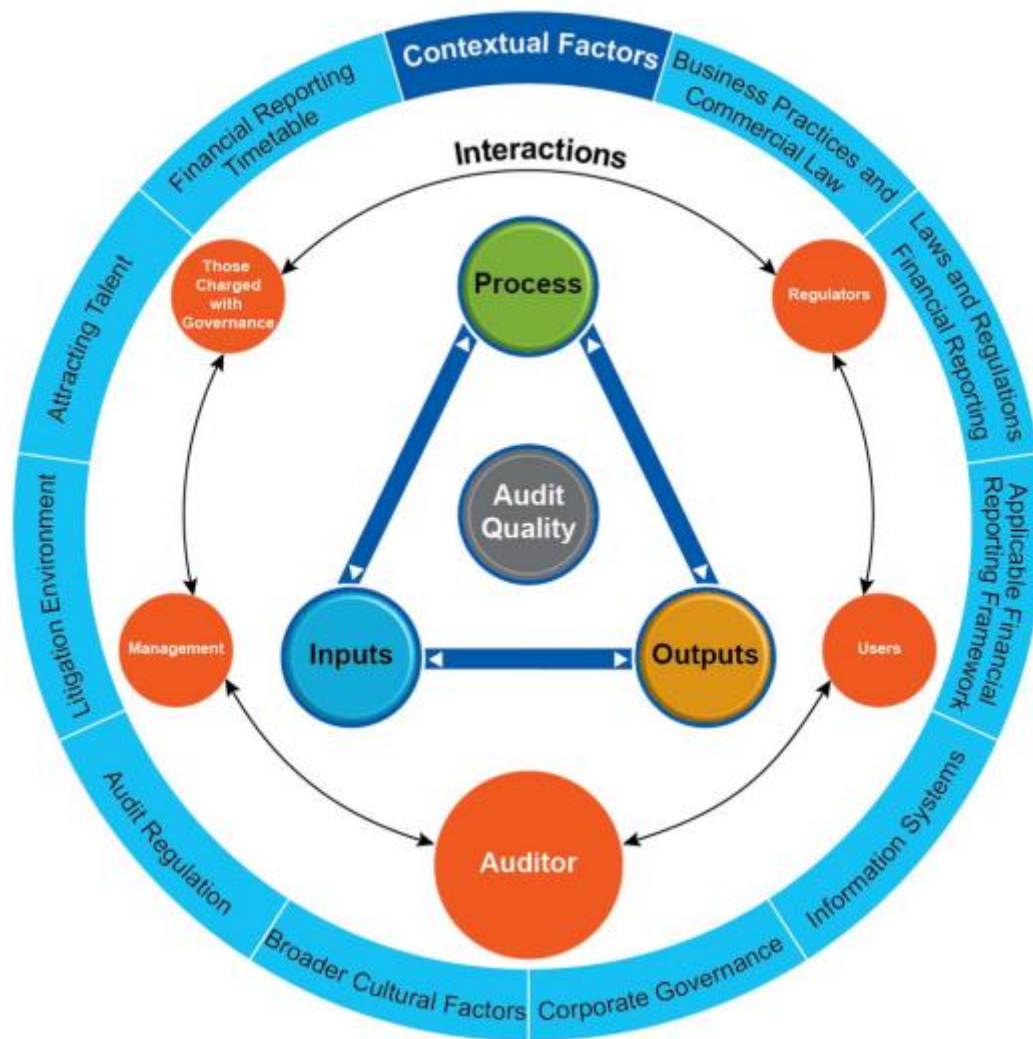 Contextual Factors
Business Practices and
Commercial Law
Laws and Regulations
Financial Reporting
Applicable Financial
Reporting Framework
Information Systems
Corporate Governance
Broader Cultural Factors
Audit Regulation
Litigation Environment
Attracting Talent
Financial Reporting
Timetable
Interactions
Those
Charged
with
Governance
Regulators
Process
Audit
Quality
Management
Inputs
Outputs
Users
Auditor